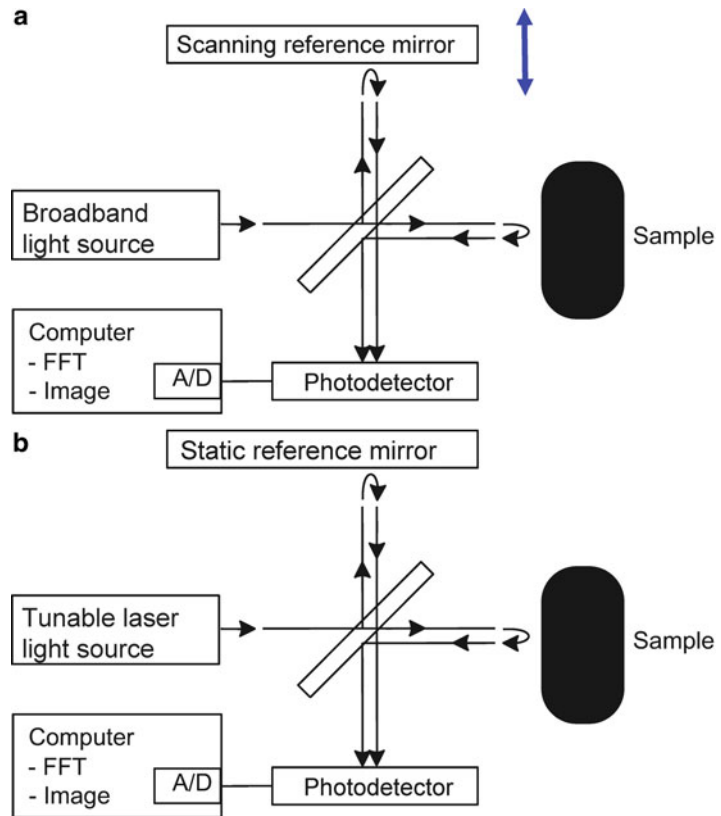 a
Scanning reference mirror
Broadband
light source
Sample
Computer
- FFT
- Image
A/D
Photodetector
b
Static reference mirror
Tunable laser
light source
Sample
Computer
- FFT
- Image
A/D
Photodetector